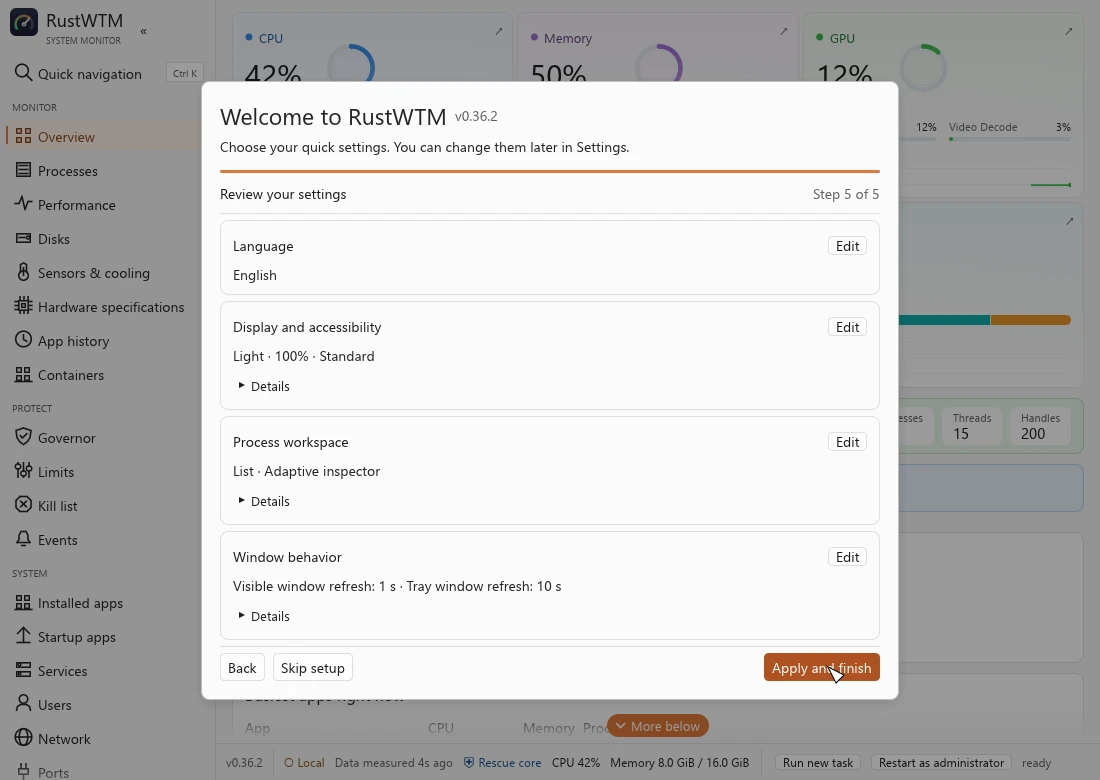 RustWTM
SYSTEM MONITOR
«
Quick navigation Ctrl K
MONITOR
Overview
Processes
Performance
Disks
Sensors & cooling
Hardware specifications
App history
Containers
PROTECT
Governor
Limits
Kill list
Events
SYSTEM
Installed apps
Startup apps
Services
Users
Network
Ports
CPU
42%
Memory
50%
GPU
12%
12% Video Decode 3%
Threads
15
Handles
200
Welcome to RustWTM v0.36.2
Choose your quick settings. You can change them later in Settings.
Review your settings Step 5 of 5
Language Edit
English
Display and accessibility Edit
Light · 100% · Standard
Details
Process workspace Edit
List · Adaptive inspector
Details
Window behavior Edit
Visible window refresh: 1 s · Tray window refresh: 10 s
Details
Back Skip setup Apply and finish
App CPU Memory
More below
v0.36.2 Local Data measured 4s ago Rescue core CPU 42% Memory 8.0 GiB / 16.0 GiB Run new task Restart as administrator ready